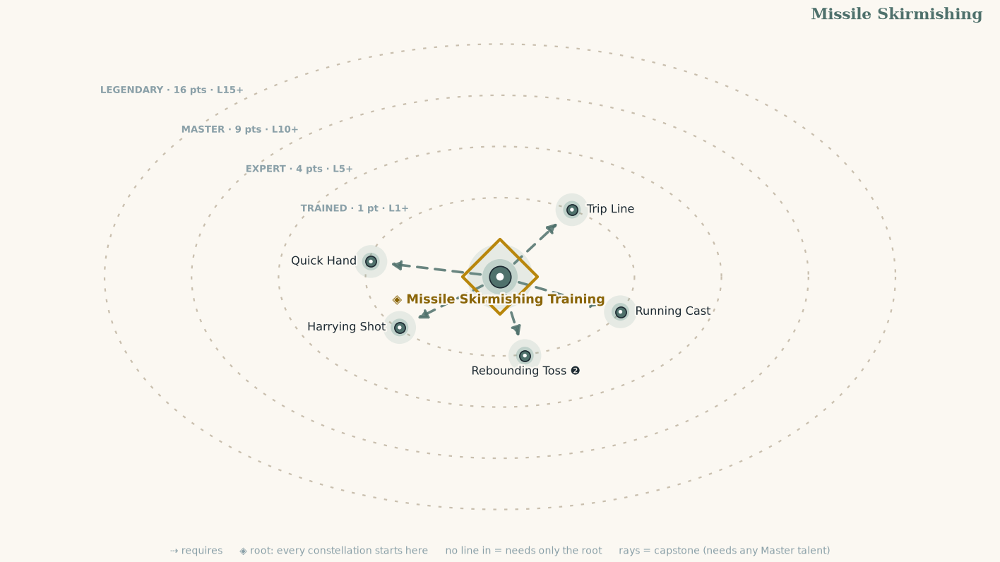 Missile Skirmishing
LEGENDARY · 16 pts · L15+
MASTER · 9 pts · L10+
EXPERT · 4 pts · L5+
TRAINED · 1 pt · L1+
Trip Line
Quick Hand
◈ Missile Skirmishing Training
Running Cast
Harrying Shot
Rebounding Toss ❷
⇢ requires ◈ root: every constellation starts here no line in = needs only the root rays = capstone (needs any Master talent)